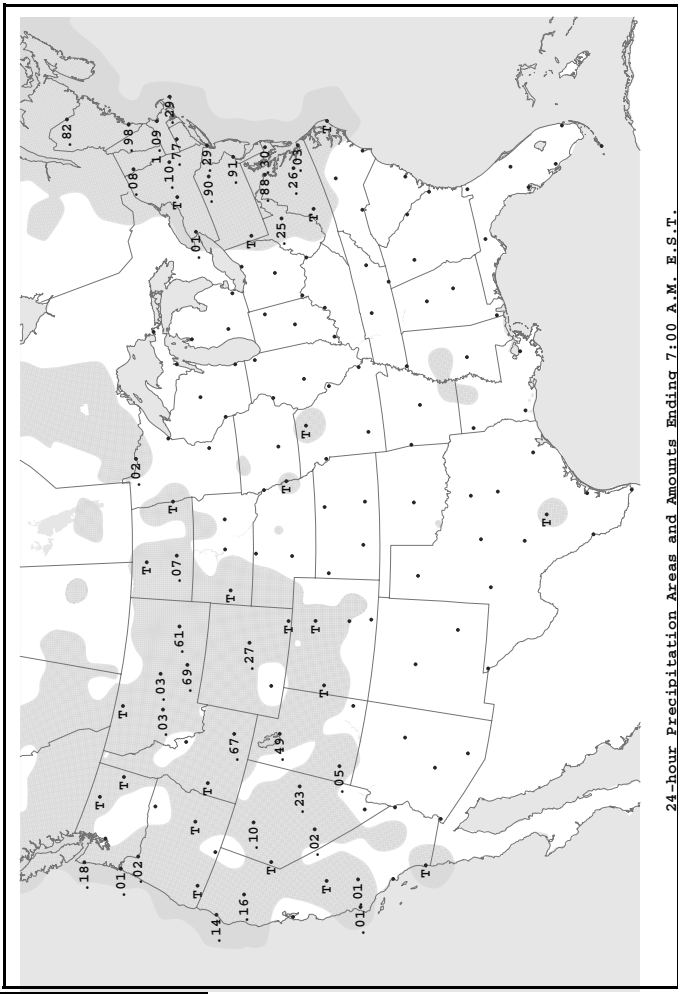 .82
.18
T
.01
T
T
.98
.08
.02
.02
T
1.09
.03
.03
.10
.29
T
.07
.77
T
.61
.69
T
.01
T
.29
T
.90
.14
T
.91
.67
.16
.27
T
.10
.88
.30
T
.49
.25
T
T
.26
.03
.23
T
T
.02
T
T
T
T
.05
.01
.01
T
T
24-hour Precipitation Areas and Amounts Ending 7:00 A.M. E.S.T.